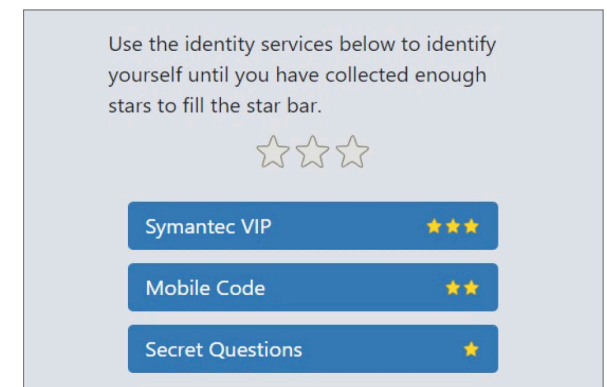 Use the identity services below to identify
yourself until you have collected enough
stars to fill the star bar.
Symantec VIP
Mobile Code
Secret Questions